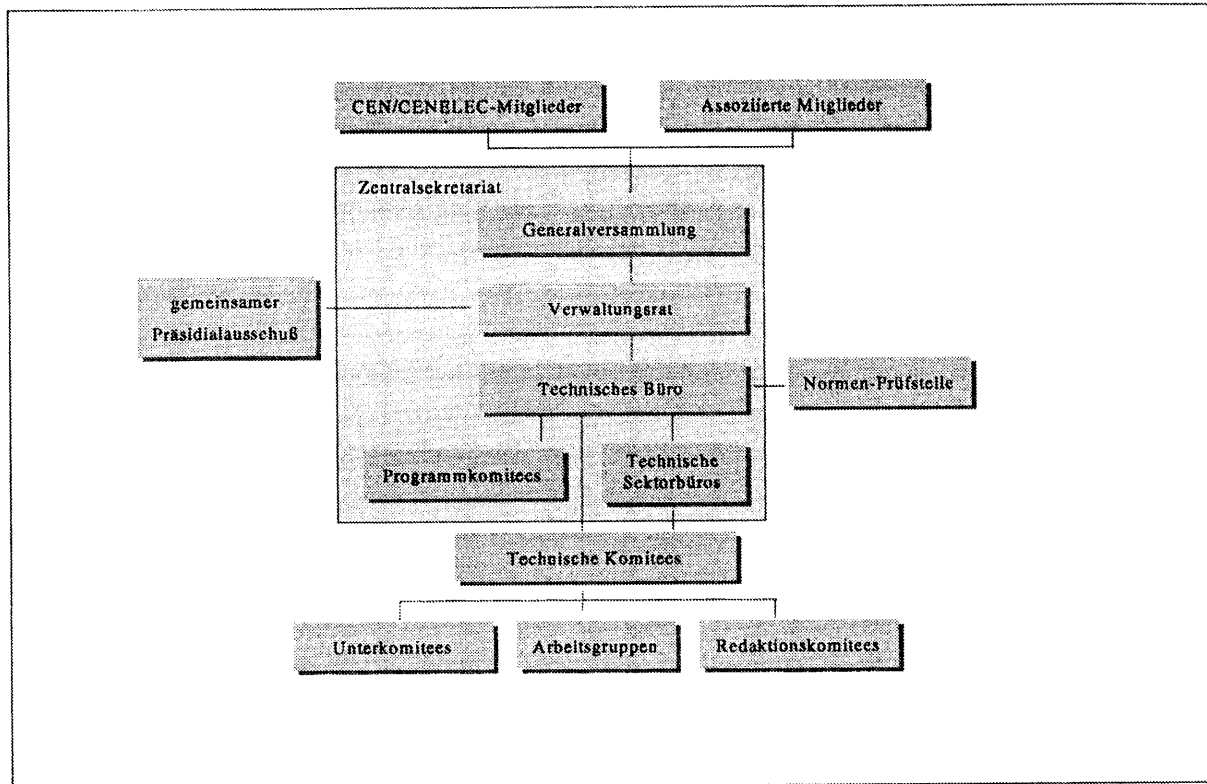 CEN/CENELEC-Mitglieder
Assoziierte Mitglieder
Zentralsekretariat
Generalversammlung
gemeinsamer
Präsidialausschuß
Verwaltungsrat
Technisches Büro
Normen-Prüfstelle
Programmkomitees
Technische
Sektorbüros
Technische Komitees
Unterkomitees
Arbeitsgruppen
Redaktionskomitees